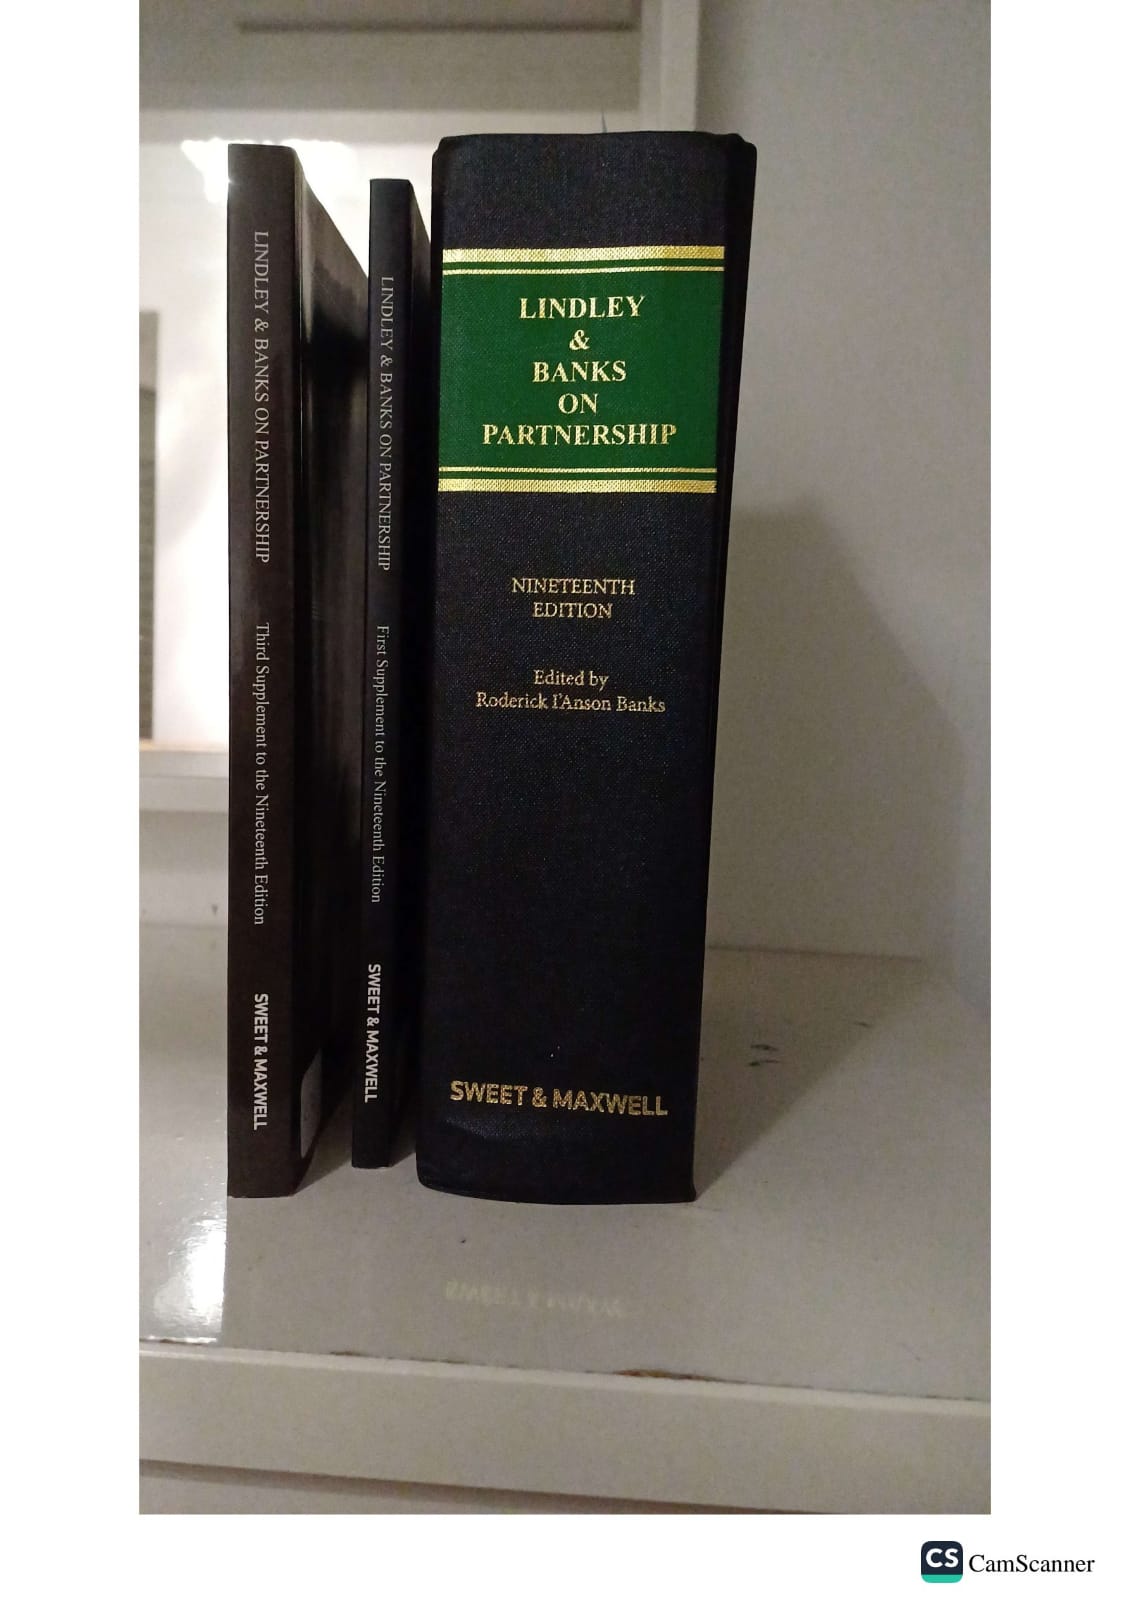 LINDLEY & BANKS ON PARTNERSHIP
Third Supplement to the Nineteenth Edition
SWEET & MAXWELL
LINDLEY & BANKS ON PARTNERSHIP
First Supplement to the Nineteenth Edition
SWEET & MAXWELL
LINDLEY
&
BANKS
ON
PARTNERSHIP
NINETEENTH
EDITION
Edited by
Roderick I'Anson Banks
SWEET & MAXWELL
CS CamScanner